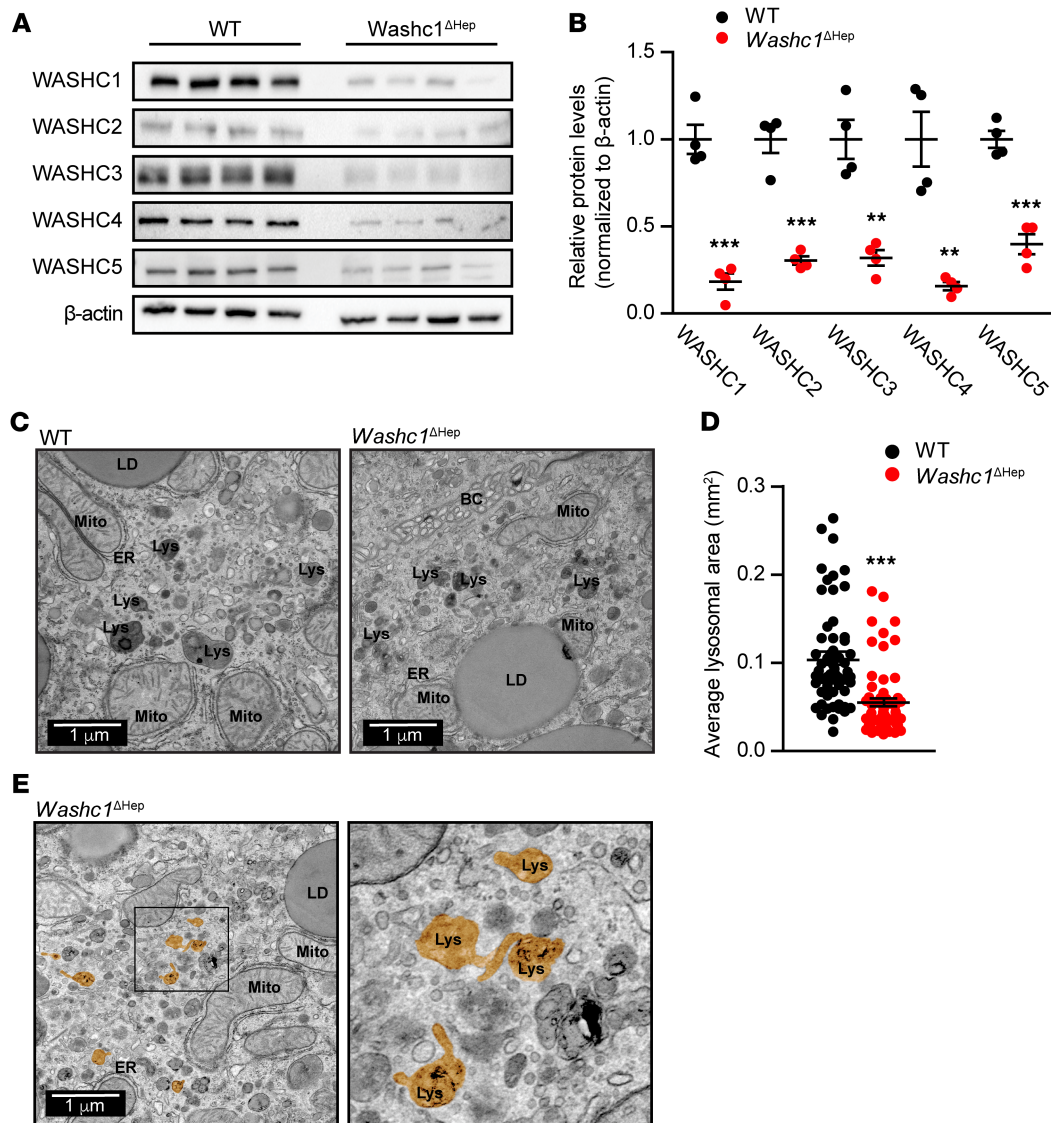 A
WT
Washc1ΔHep
WASHC1
WASHC2
WASHC3
WASHC4
WASHC5
β-actin
B
WT
Washc1ΔHep
Relative protein levels
(normalized to β-actin)
1.5
1.0
0.5
0.0
***
***
**
**
***
WASHC1
WASHC2
WASHC3
WASHC4
WASHC5
C
WT
LD
Mito
ER
Lys
Lys
Lys
Lys
Lys
Mito
Mito
1 μm
Washc1ΔHep
BC
Mito
Lys
Lys
Lys
Lys
Mito
ER
Mito
LD
1 μm
D
WT
Washc1ΔHep
Average lysosomal area (mm²)
0.3
0.2
0.1
0.0
***
E
Washc1ΔHep
LD
Mito
Mito
ER
1 μm
Lys
Lys
Lys
Lys